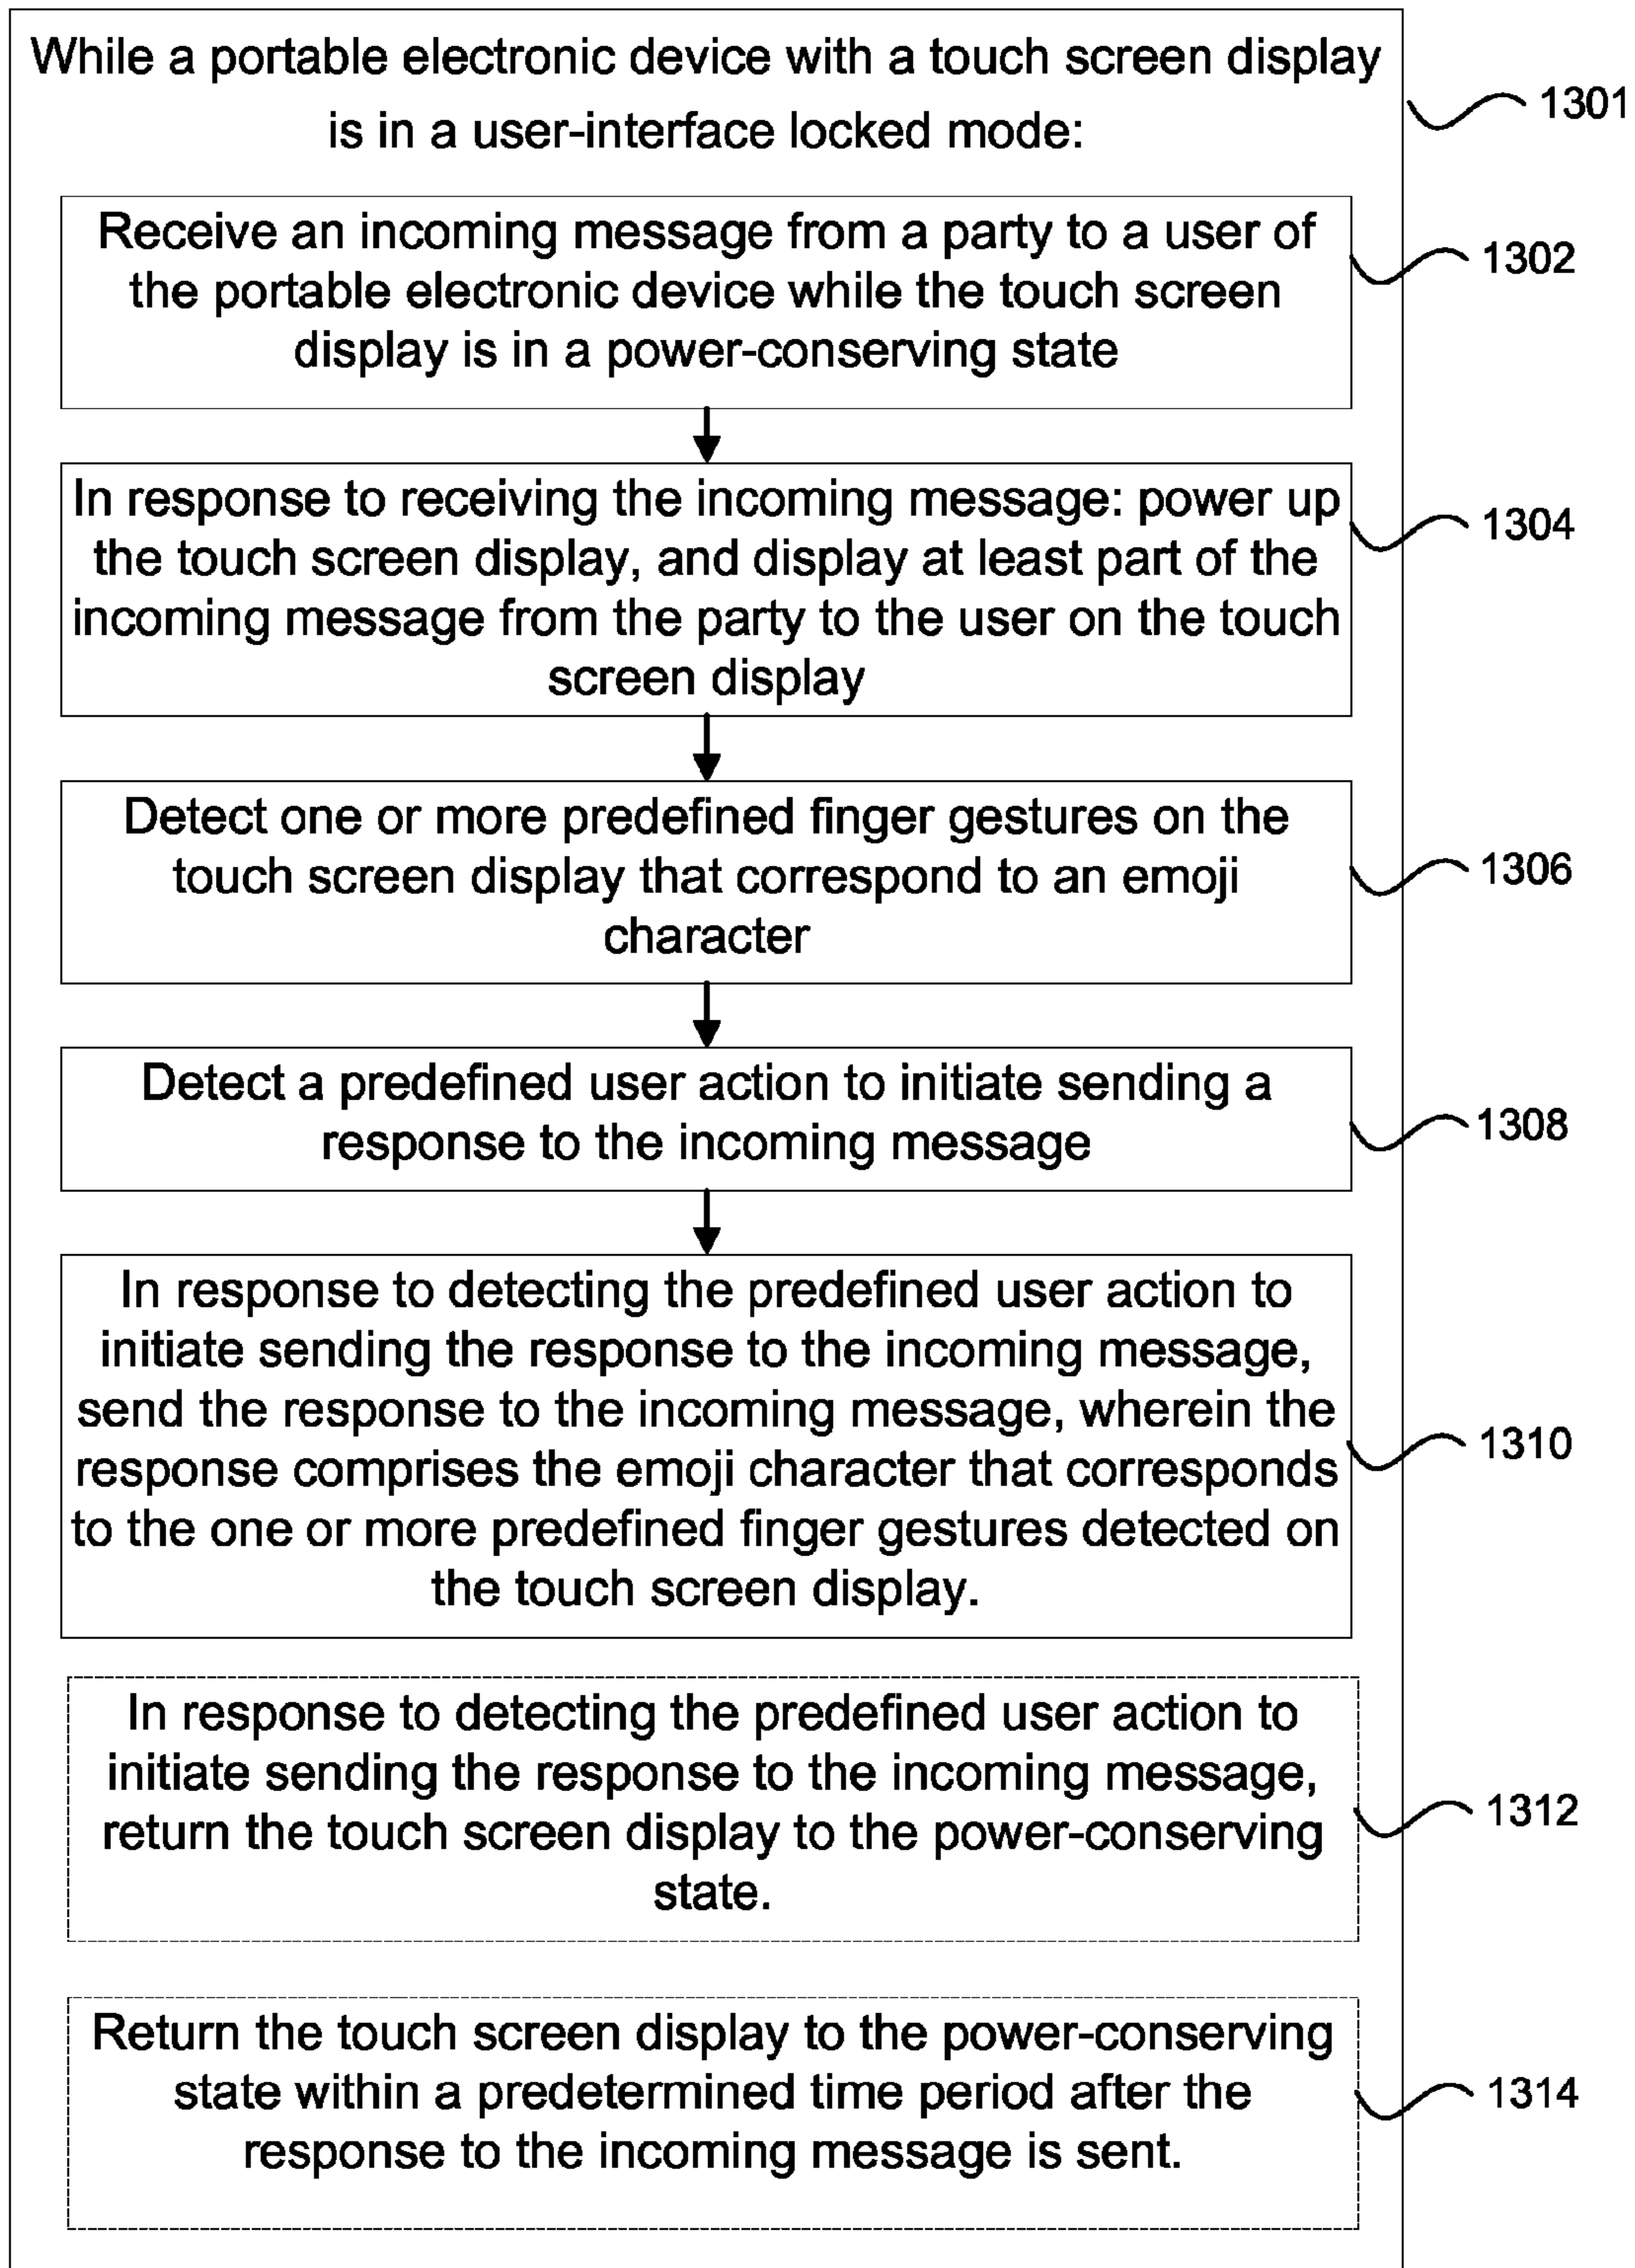 While a portable electronic device with a touch screen display
is in a user-interface locked mode:
1301
Receive an incoming message from a party to a user of
the portable electronic device while the touch screen
display is in a power-conserving state
1302
In response to receiving the incoming message: power up
the touch screen display, and display at least part of the
incoming message from the party to the user on the touch
screen display
1304
Detect one or more predefined finger gestures on the
touch screen display that correspond to an emoji
character
1306
Detect a predefined user action to initiate sending a
response to the incoming message
1308
In response to detecting the predefined user action to
initiate sending the response to the incoming message,
send the response to the incoming message, wherein the
response comprises the emoji character that corresponds
to the one or more predefined finger gestures detected on
the touch screen display.
1310
In response to detecting the predefined user action to
initiate sending the response to the incoming message,
return the touch screen display to the power-conserving
state.
1312
Return the touch screen display to the power-conserving
state within a predetermined time period after the
response to the incoming message is sent.
1314